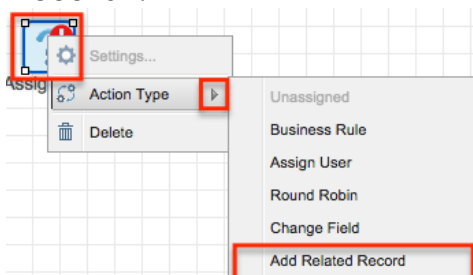 Settings...
Assig
Action Type
Unassigned
Delete
Business Rule
Assign User
Round Robin
Change Field
Add Related Record